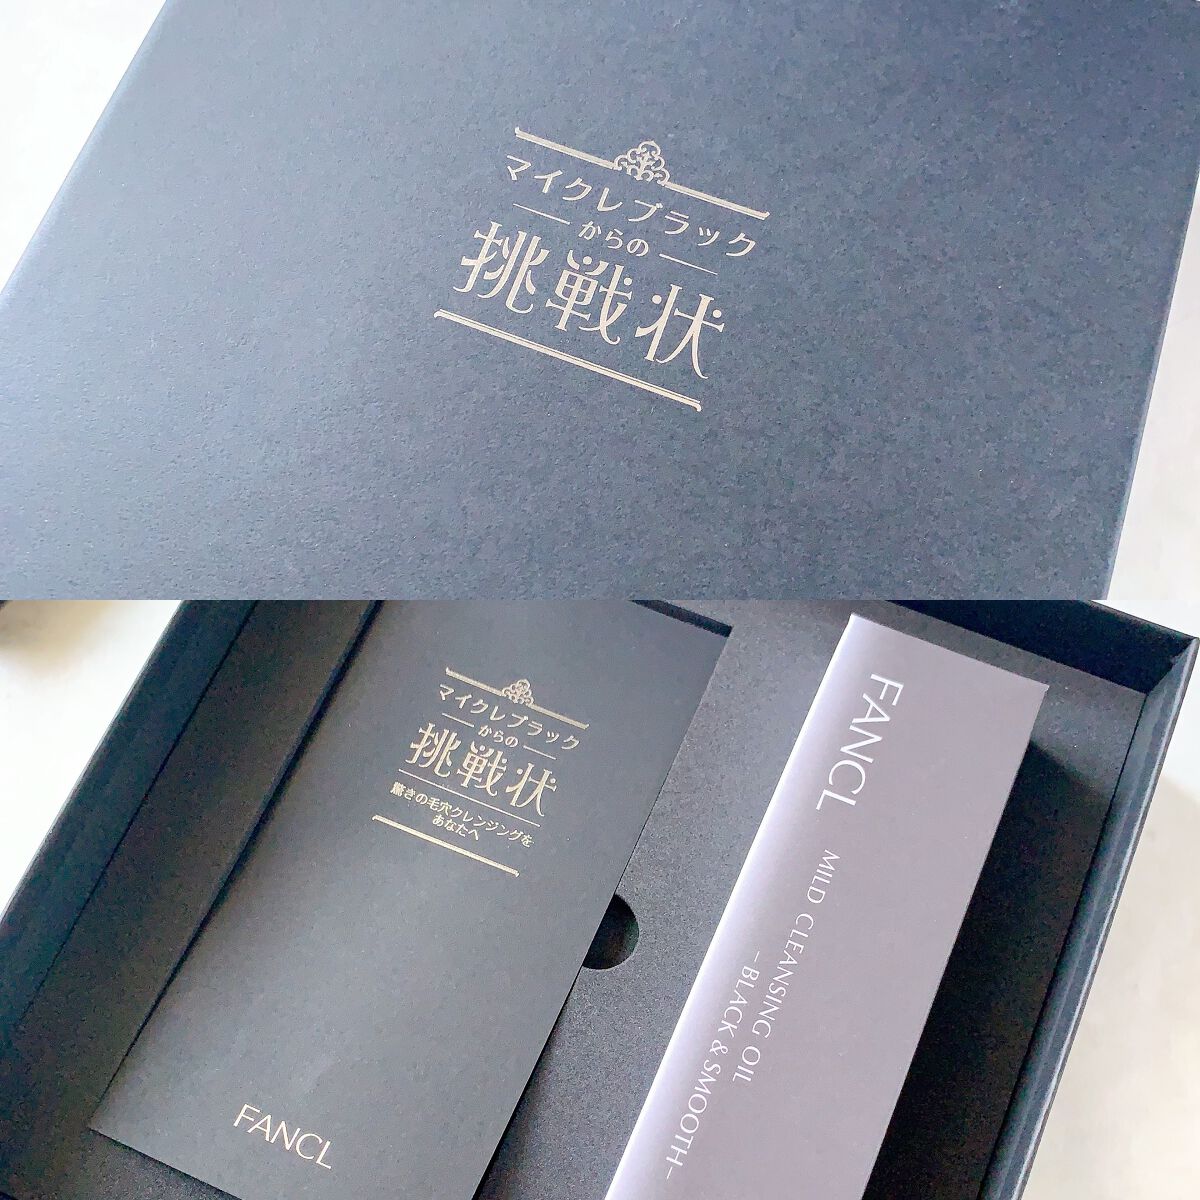 マイクレブラック
からの
挑戦状
マイクレブラック
からの
挑戦状
驚きの毛穴クレンジングを
あなたへ
FANCL
FANCL MILD CLEANSING OIL
-BLACK & SMOOTH-